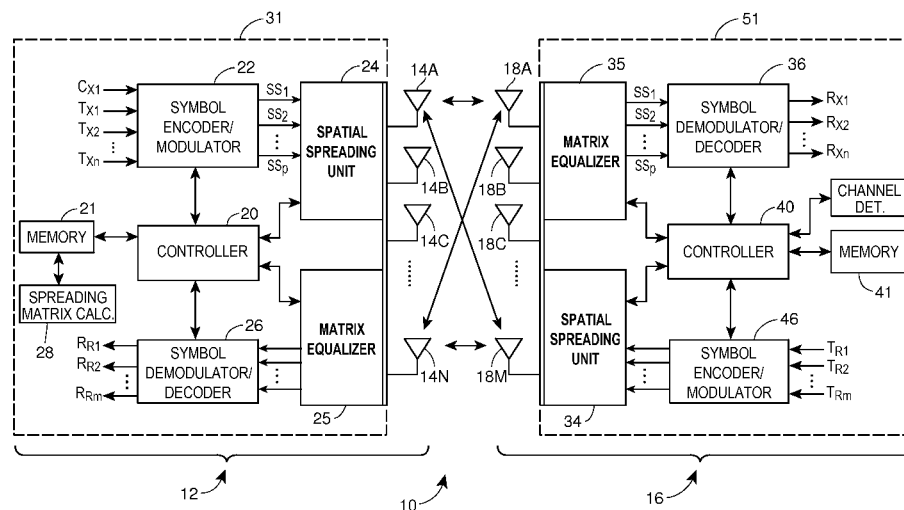 31
51
22
24
14A
18A
35
36
CX1
TX1
TX2
TXn
SYMBOL
ENCODER/
MODULATOR
SS1
SS2
SSp
SPATIAL
SPREADING
UNIT
MATRIX
EQUALIZER
SS1
SS2
SSp
SYMBOL
DEMODULATOR/
DECODER
RX1
RX2
RXn
14B
18B
21
20
40
CHANNEL
DET.
MEMORY
CONTROLLER
14C
18C
CONTROLLER
MEMORY
41
SPREADING
MATRIX CALC.
28
26
46
RR1
RR2
RRm
SYMBOL
DEMODULATOR/
DECODER
MATRIX
EQUALIZER
25
14N
18M
SPATIAL
SPREADING
UNIT
34
SYMBOL
ENCODER/
MODULATOR
TR1
TR2
TRm
12
10
16